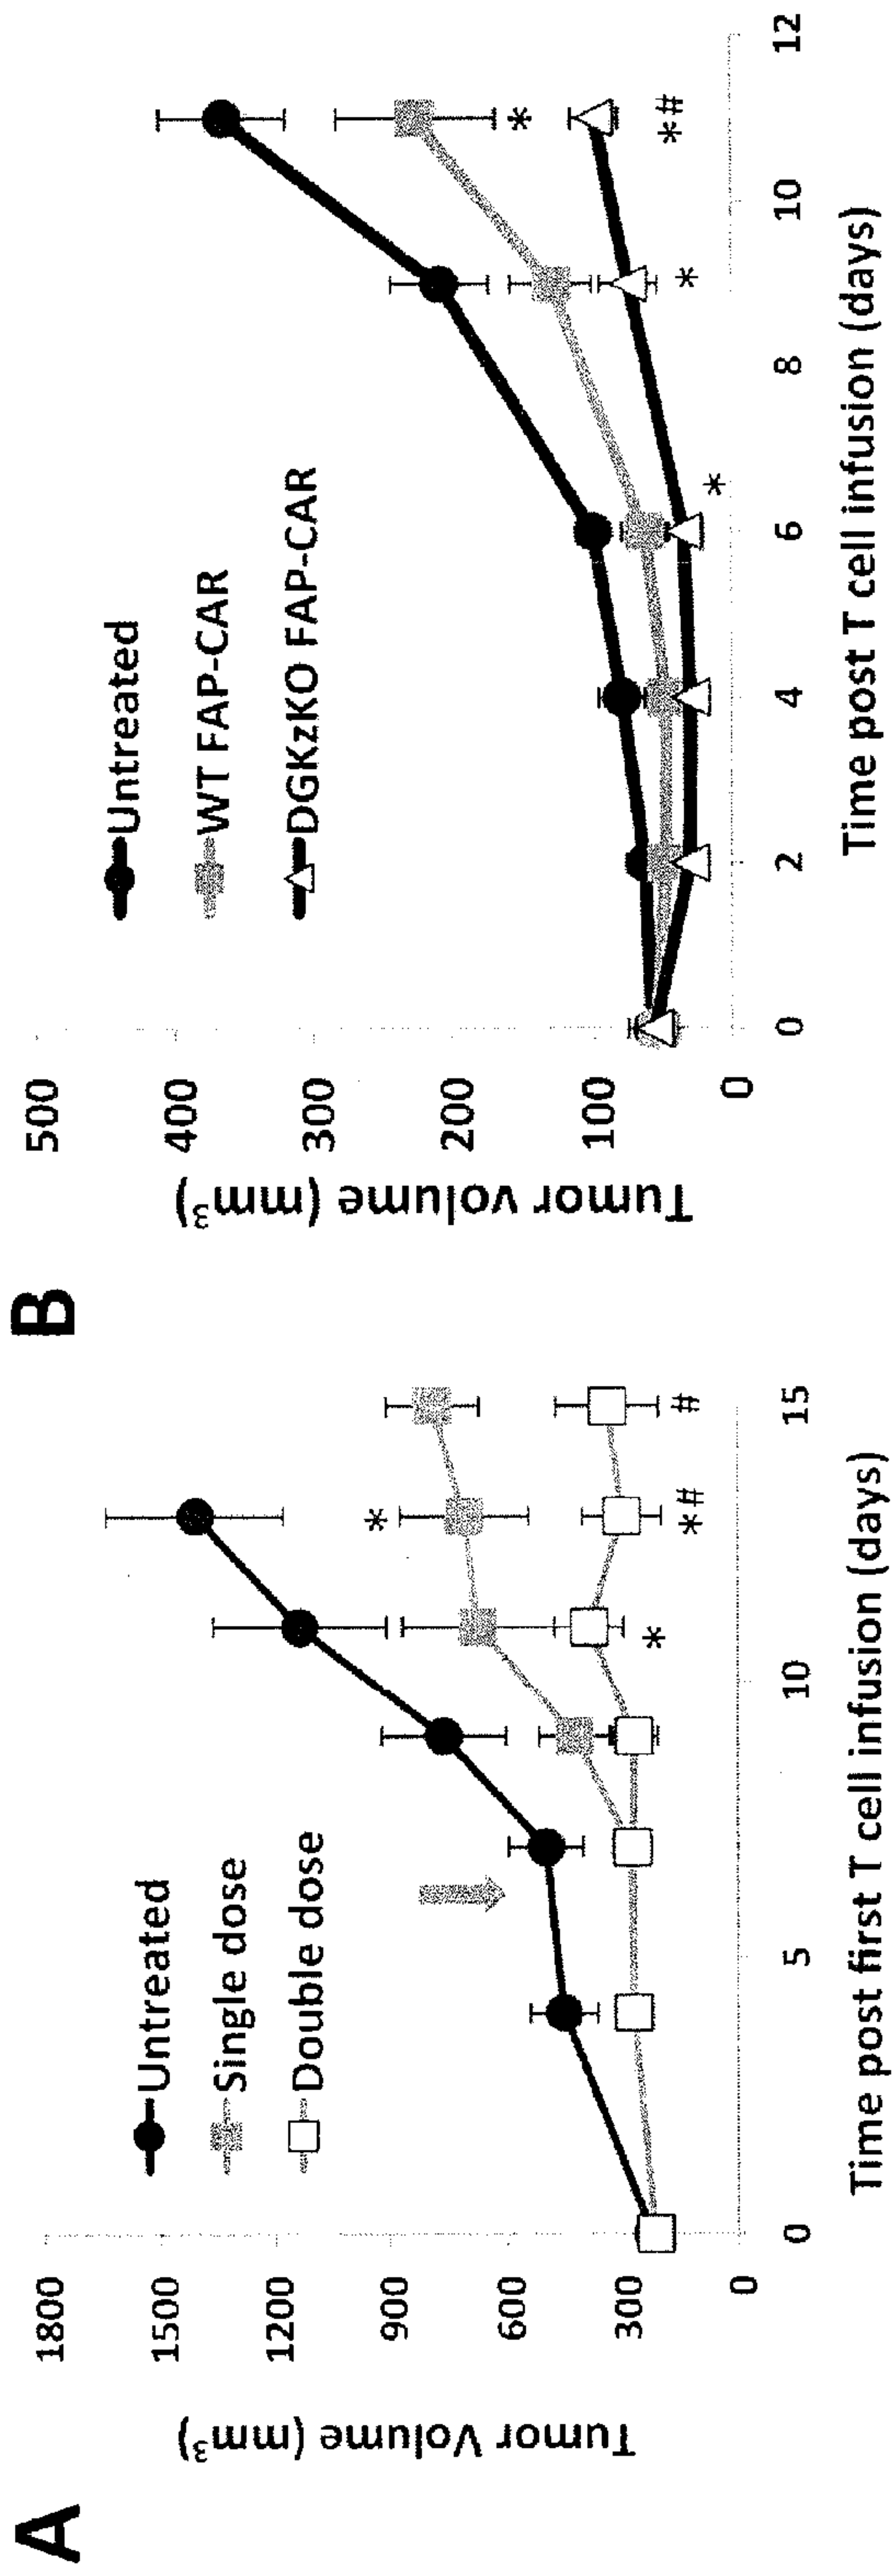 A
Tumor Volume (mm³)
1800
1500
1200
900
600
300
0
Untreated
Single dose
Double dose
*
*
*#
#
0
5
10
15
Time post first T cell infusion (days)
B
Tumor volume (mm³)
500
400
300
200
100
0
Untreated
WT FAP-CAR
DGKzKO FAP-CAR
*
*
*
*#
0
2
4
6
8
10
12
Time post T cell infusion (days)